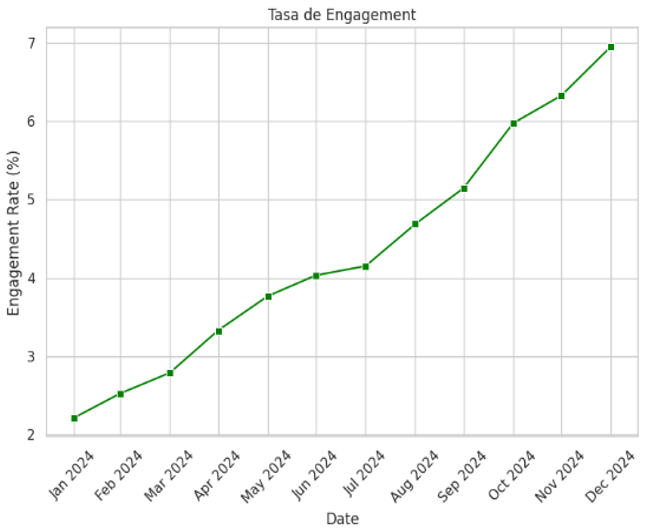 Tasa de Engagement
Engagement Rate (%)
7
6
5
4
3
2
Jan 2024
Feb 2024
Mar 2024
Apr 2024
May 2024
Jun 2024
Jul 2024
Aug 2024
Sep 2024
Oct 2024
Nov 2024
Dec 2024
Date